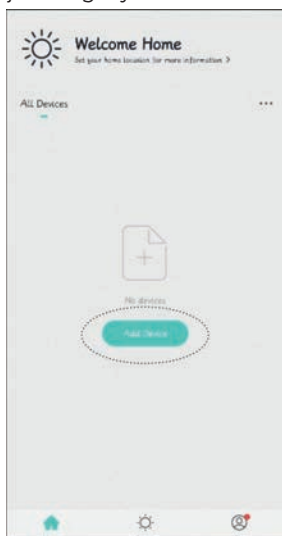 Welcome Home
Set your home location for more information >
All Devices
No devices
Add Device